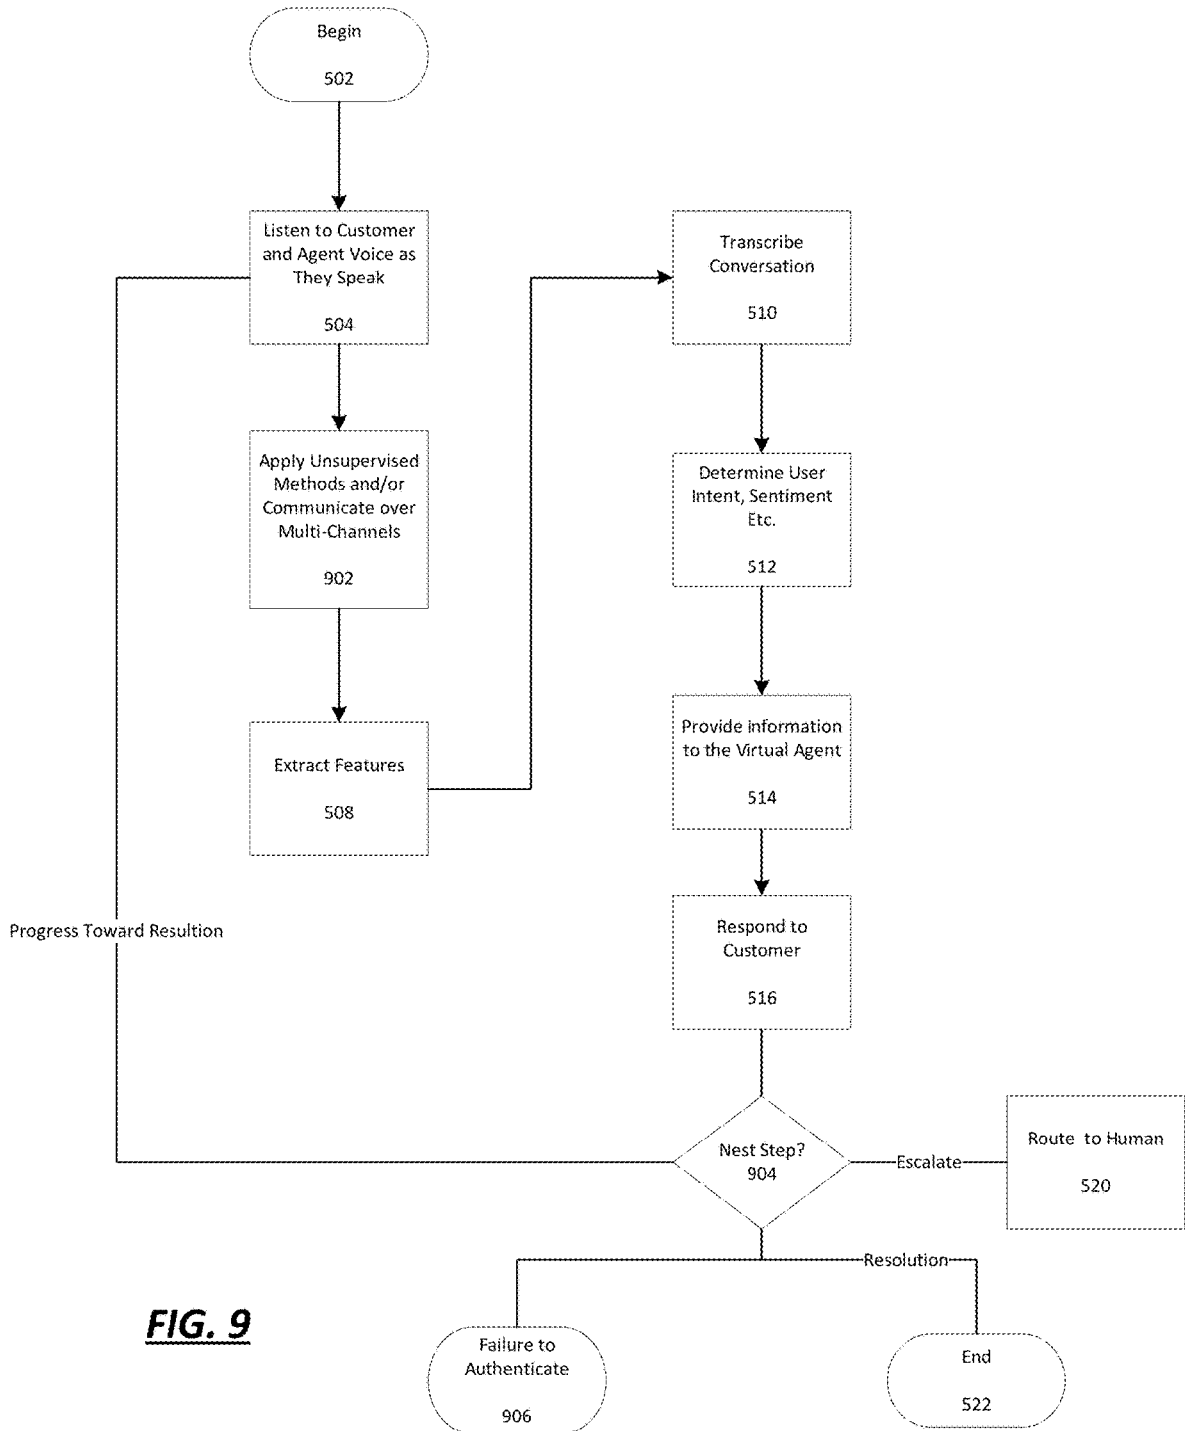 Begin
502
Listen to Customer
and Agent Voice as
They Speak
504
Apply Unsupervised
Methods and/or
Communicate over
Multi-Channels
902
Extract Features
508
Transcribe
Conversation
510
Determine User
Intent, Sentiment
Etc.
512
Provide Information
to the Virtual Agent
514
Respond to
Customer
516
Progress Toward Resultion
Nest Step?
904
Escalate
Route to Human
520
Resolution
Failure to
Authenticate
906
End
522
FIG. 9